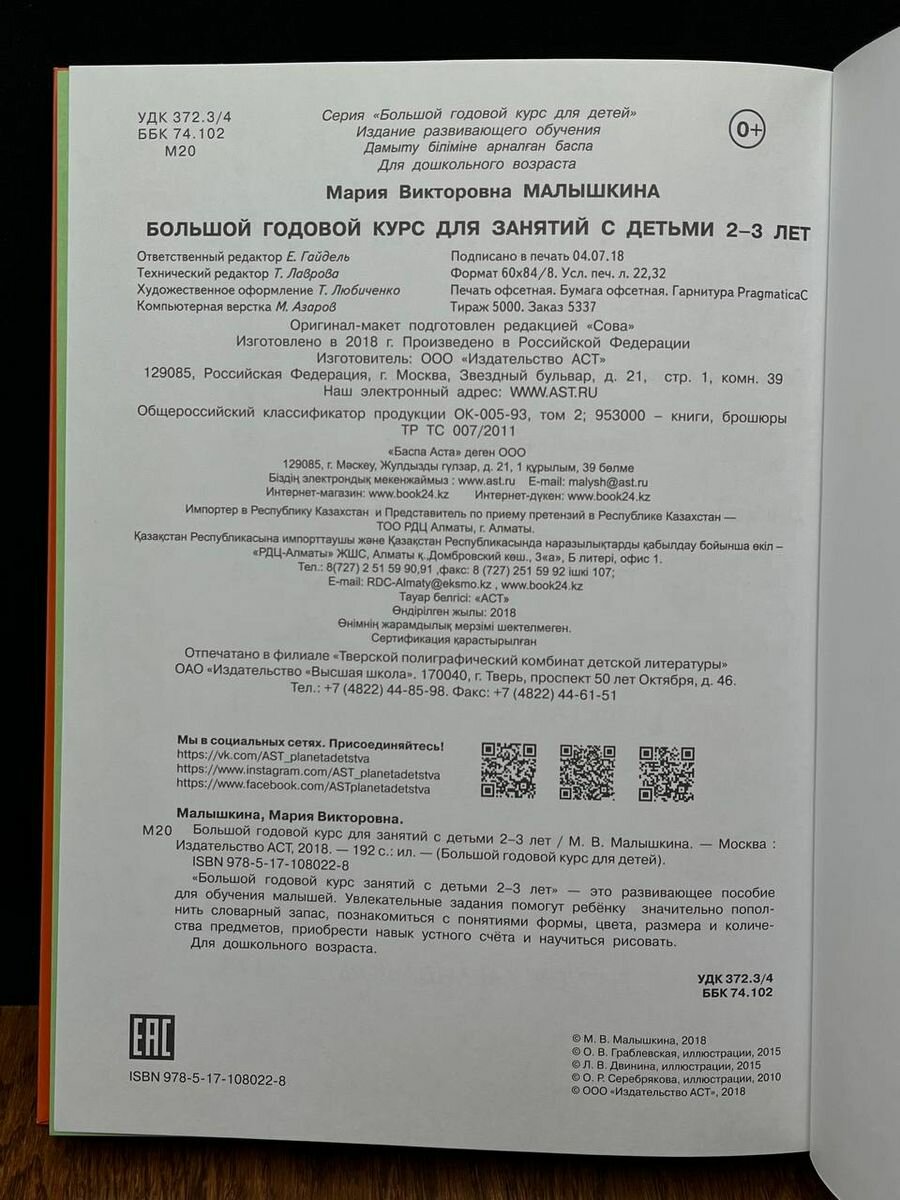 УДК 372.3/4
ББК 74.102
М20
Серия «Большой годовой курс для детей»
Издание развивающего обучения
Дамыту біліміне арналған баспа
Для дошкольного возраста
0+
Мария Викторовна МАЛЫШКИНА
БОЛЬШОЙ ГОДОВОЙ КУРС ДЛЯ ЗАНЯТИЙ С ДЕТЬМИ 2–3 ЛЕТ
Ответственный редактор Е. Гайдель
Технический редактор Т. Лаврова
Художественное оформление Т. Любиченко
Компьютерная верстка М. Азаров
Подписано в печать 04.07.18
Формат 60х84/8. Усл. печ. л. 22,32
Печать офсетная. Бумага офсетная. Гарнитура PragmaticaC
Тираж 5000. Заказ 5337
Оригинал-макет подготовлен редакцией «Сова»
Изготовлено в 2018 г. Произведено в Российской Федерации
Изготовитель: ООО «Издательство АСТ»
129085, Российская Федерация, г. Москва, Звездный бульвар, д. 21, стр. 1, комн. 39
Наш электронный адрес: WWW.AST.RU
Общероссийский классификатор продукции ОК-005-93, том 2; 953000 – книги, брошюры
ТР ТС 007/2011
«Баспа Аста» деген ООО
129085, г. Мәскеу, Жулдызды гүлзар, д. 21, 1 құрылым, 39 бөлме
Біздің электрондық мекенжаймыз : www.ast.ru E-mail: malysh@ast.ru
Интернет-магазин: www.book24.kz Интернет-дүкен: www.book24.kz
Импортер в Республику Казахстан и Представитель по приему претензий в Республике Казахстан —
ТОО РДЦ Алматы, г. Алматы.
Қазақстан Республикасына импорттаушы және Қазақстан Республикасында наразылықтарды қабылдау бойынша өкіл –
«РДЦ-Алматы» ЖШС, Алматы қ.,Домбровский көш., 3«а», Б литері, офис 1.
Тел.: 8(727) 2 51 59 90,91 ,факс: 8 (727) 251 59 92 ішкі 107;
E-mail: RDC-Almaty@eksmo.kz , www.book24.kz
Тауар белгісі: «АСТ»
Өндірілген жылы: 2018
Өнімнің жарамдылық мерзімі шектелмеген.
Сертификация қарастырылған
Отпечатано в филиале «Тверской полиграфический комбинат детской литературы»
ОАО «Издательство «Высшая школа». 170040, г. Тверь, проспект 50 лет Октября, д. 46.
Тел.: +7 (4822) 44-85-98. Факс: +7 (4822) 44-61-51
Мы в социальных сетях. Присоединяйтесь!
https://vk.com/AST_planetadetstva
https://www.instagram.com/AST_planetadetstva
https://www.facebook.com/ASTplanetadetstva
Малышкина, Мария Викторовна.
М20 Большой годовой курс для занятий с детьми 2–3 лет / М. В. Малышкина. — Москва :
Издательство АСТ, 2018. — 192 с.: ил. — (Большой годовой курс для детей).
ISBN 978-5-17-108022-8
«Большой годовой курс занятий с детьми 2–3 лет» — это развивающее пособие
для обучения малышей. Увлекательные задания помогут ребёнку значительно попол-
нить словарный запас, познакомиться с понятиями формы, цвета, размера и количе-
ства предметов, приобрести навык устного счёта и научиться рисовать.
Для дошкольного возраста.
УДК 372.3/4
ББК 74.102
EAC
ISBN 978-5-17-108022-8
© М. В. Малышкина, 2018
© О. В. Граблевская, иллюстрации, 2015
© Л. В. Двинина, иллюстрации, 2015
© О. Р. Серебрякова, иллюстрации, 2010
© ООО «Издательство АСТ», 2018